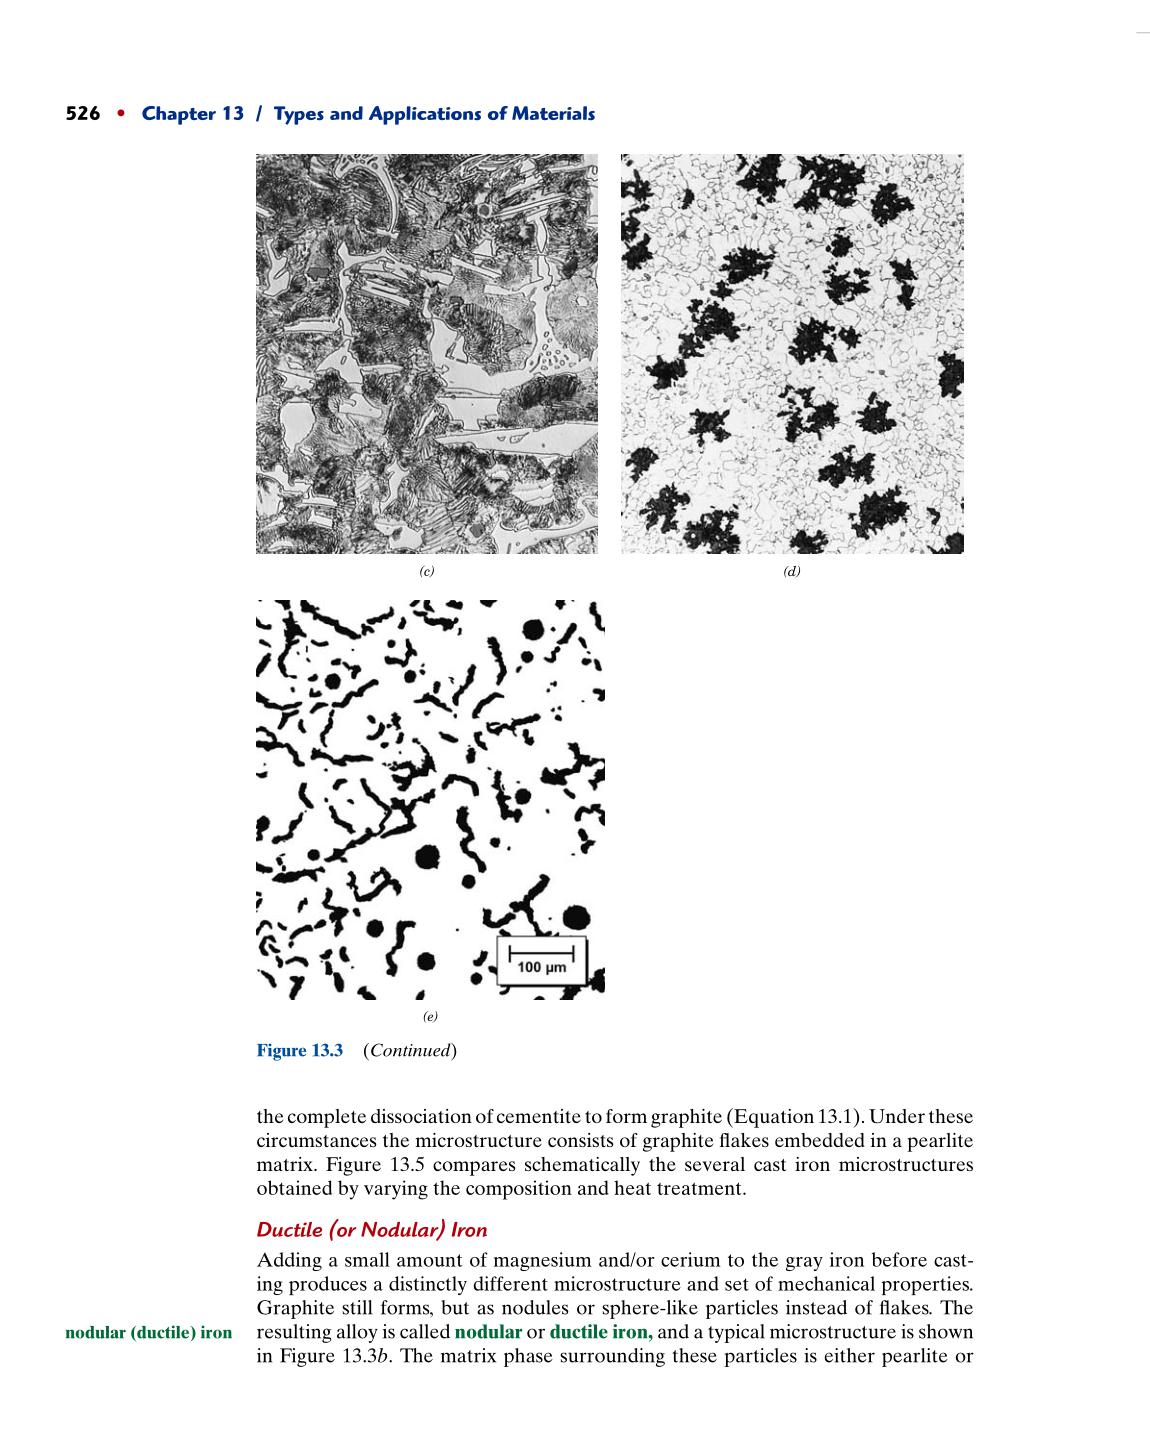 526 • Chapter 13 / Types and Applications of Materials
(c)
(d)
100 µm
(e)
Figure 13.3 (Continued)
the complete dissociation of cementite to form graphite (Equation 13.1). Under these
circumstances the microstructure consists of graphite flakes embedded in a pearlite
matrix. Figure 13.5 compares schematically the several cast iron microstructures
obtained by varying the composition and heat treatment.
Ductile (or Nodular) Iron
Adding a small amount of magnesium and/or cerium to the gray iron before cast-
ing produces a distinctly different microstructure and set of mechanical properties.
Graphite still forms, but as nodules or sphere-like particles instead of flakes. The
nodular (ductile) iron
resulting alloy is called nodular or ductile iron, and a typical microstructure is shown
in Figure 13.3b. The matrix phase surrounding these particles is either pearlite or